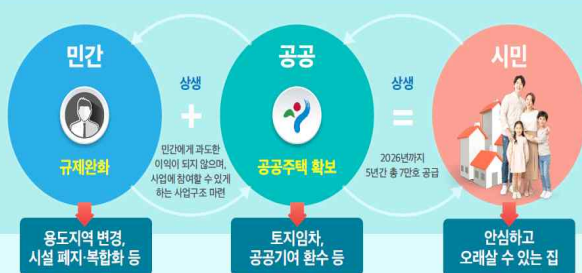 민간
공공
시민
상생
상생
+
=
규제완화
민간에게 과도한
이익이 되지 않으며,
사업에 참여할 수 있게
하는 사업구조 마련
공공주택 확보
2026년까지
5년간 총 7만호 공급
용도지역 변경,
시설 폐지·복합화 등
토지임차,
공공기여 환수 등
안심하고
오래살 수 있는 집